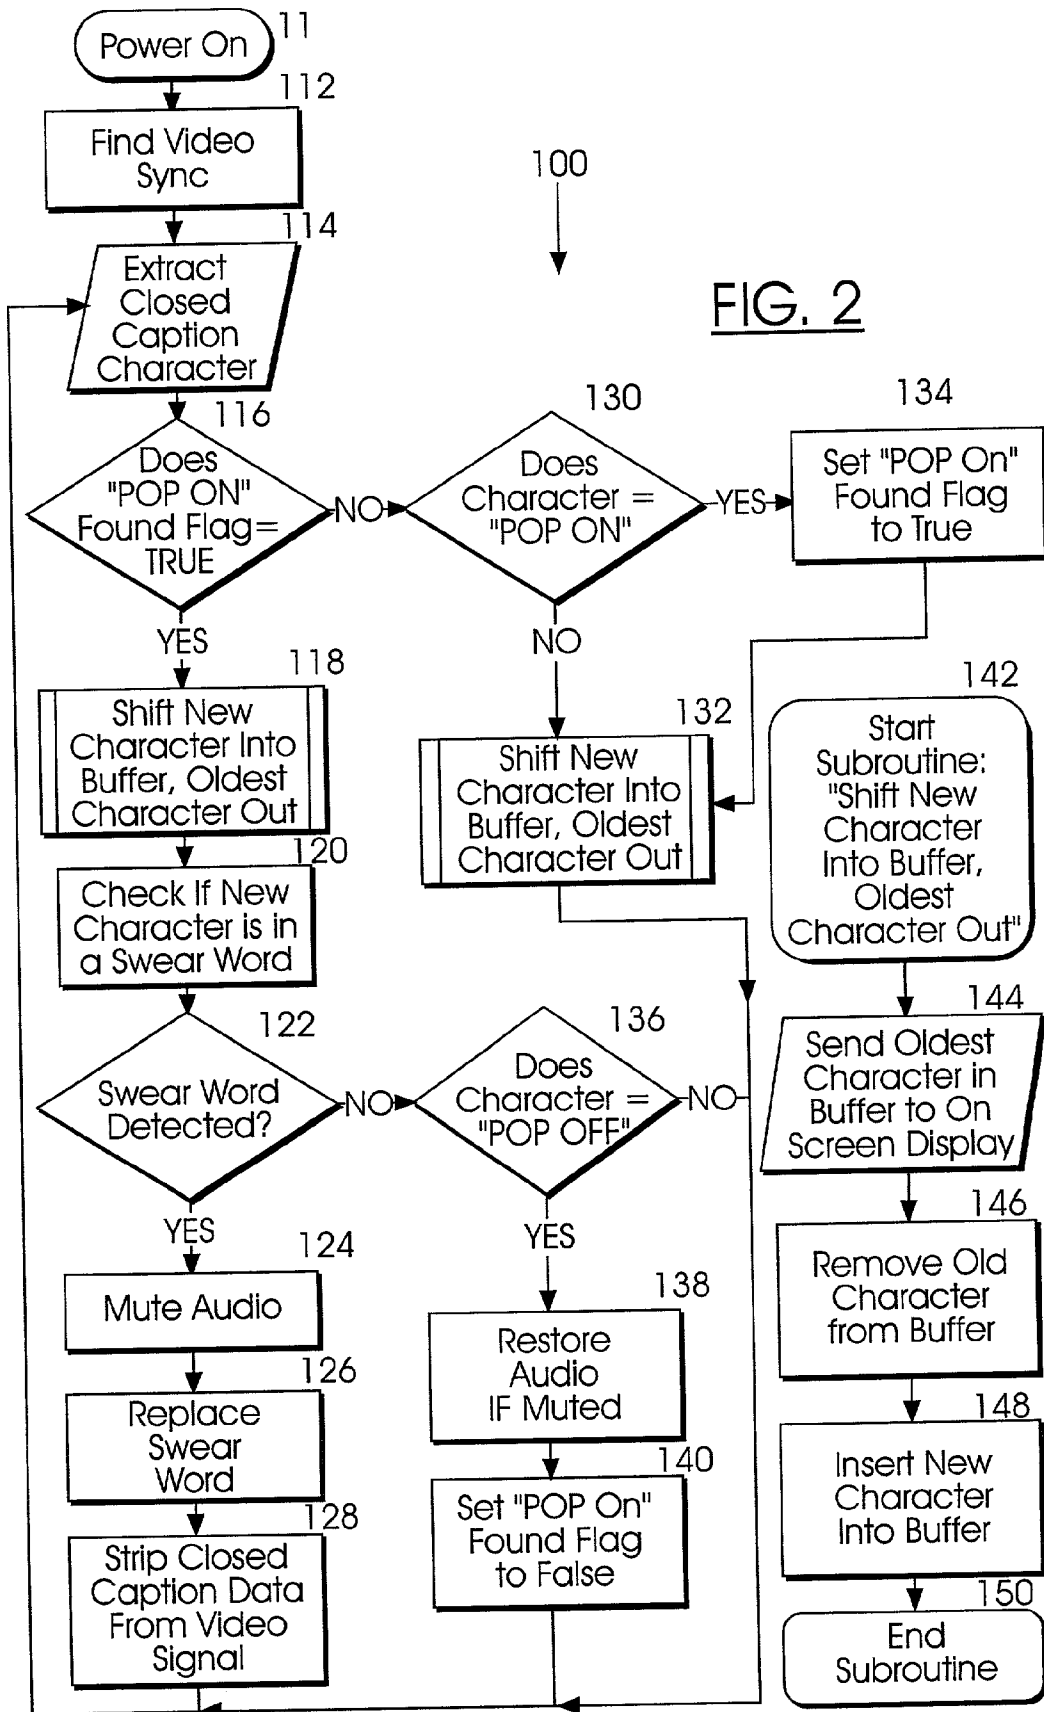 Power On
11
112
Find Video
Sync
100
114
Extract
Closed
Caption
Character
FIG. 2
116
Does
"POP ON"
Found Flag=
TRUE
NO
130
Does
Character =
"POP ON"
YES
134
Set "POP On"
Found Flag
to True
YES
NO
118
Shift New
Character Into
Buffer, Oldest
Character Out
132
Shift New
Character Into
Buffer, Oldest
Character Out
142
Start
Subroutine:
"Shift New
Character
Into Buffer,
Oldest
Character Out"
120
Check If New
Character is in
a Swear Word
122
Swear Word
Detected?
NO
136
Does
Character =
"POP OFF"
NO
144
Send Oldest
Character in
Buffer to On
Screen Display
YES
YES
124
Mute Audio
138
Restore
Audio
IF Muted
146
Remove Old
Character
from Buffer
126
Replace
Swear
Word
140
Set "POP On"
Found Flag
to False
148
Insert New
Character
Into Buffer
128
Strip Closed
Caption Data
From Video
Signal
150
End
Subroutine